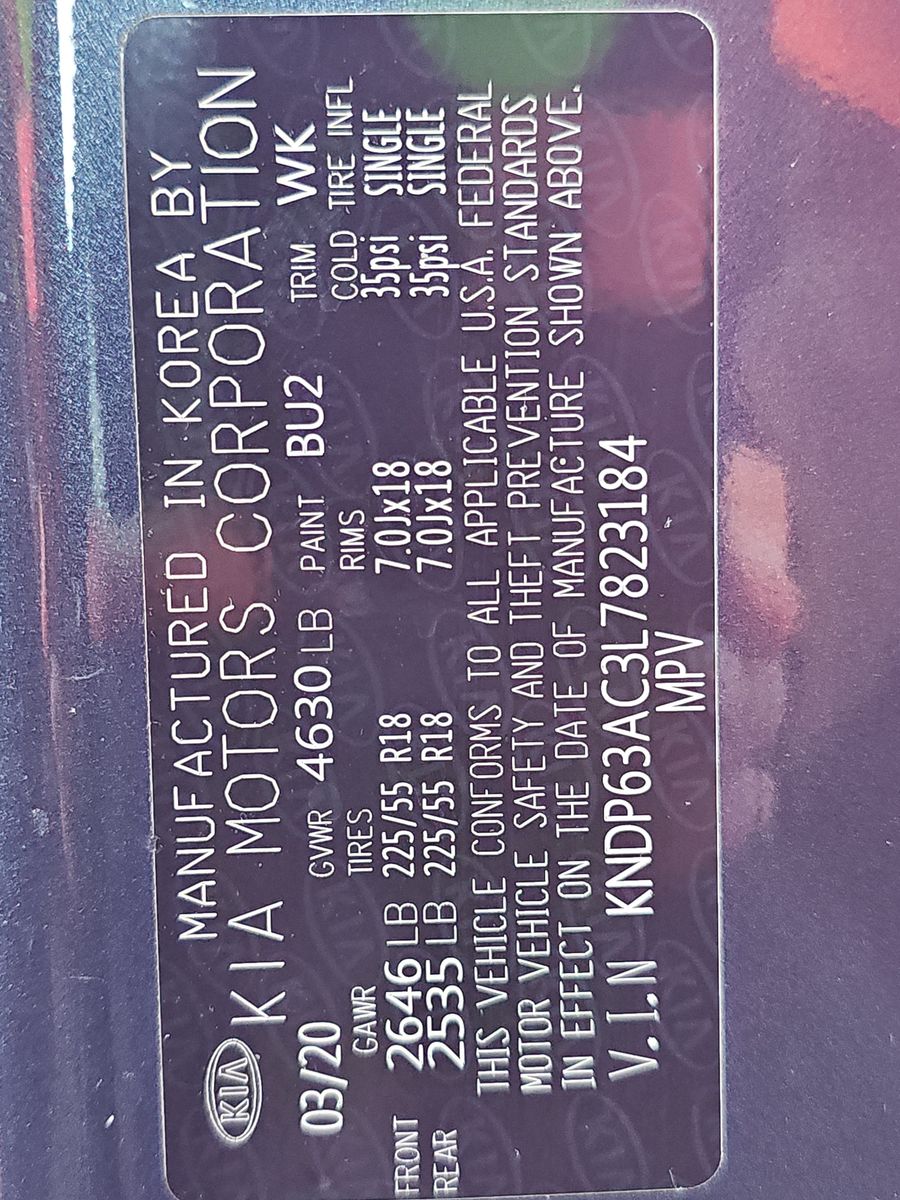 KIA
MANUFACTURED IN KOREA BY
KIA MOTORS CORPORATION
03/20 GVWR 4630 LB PAINT BU2 TRIM WK
GAWR TIRES RIMS COLD TIRE INFL
FRONT 2646 LB 225/55 R18 7.0Jx18 35psi SINGLE
REAR 2535 LB 225/55 R18 7.0Jx18 35psi SINGLE
THIS VEHICLE CONFORMS TO ALL APPLICABLE U.S.A. FEDERAL
MOTOR VEHICLE SAFETY AND THEFT PREVENTION STANDARDS
IN EFFECT ON THE DATE OF MANUFACTURE SHOWN ABOVE.
V.I.N KNDP63AC3L7823184
MPV